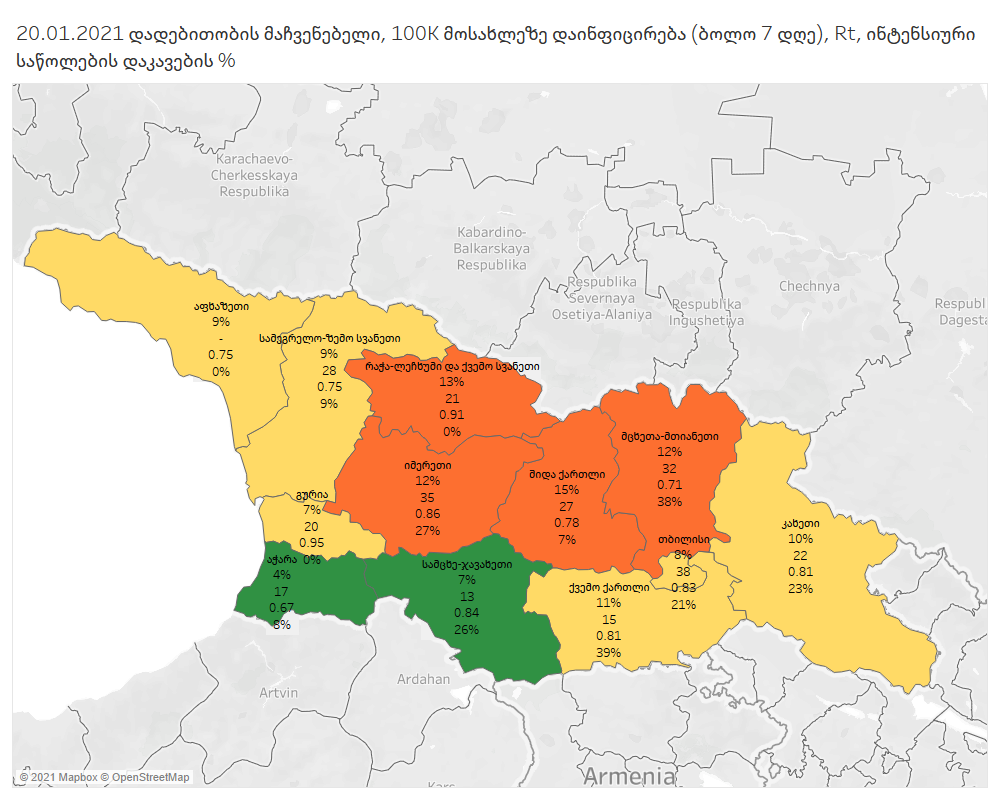 20.01.2021 დადებითობის მაჩვენებელი, 100K მოსახლეზე დაინფიცირება (ბოლო 7 დღე), Rt, ინტენსიური
საწოლების დაკავების %
Karachaevo-
Cherkesskaya
Respublika
Kabardino-
Balkarskaya
Respublika
Respublika
Severnaya
Osetiya-Alaniya
Respublika
Ingushetiya
Chechnya
Respubl
Dagesta
აფხაზეთი
9%
-
0.75
0%
სამეგრელო-ზემო სვანეთი
9%
28
0.75
9%
რაჭა-ლეჩხუმი და ქვემო სვანეთი
13%
21
0.91
0%
მცხეთა-მთიანეთი
12%
32
0.71
38%
იმერეთი
12%
35
0.86
27%
შიდა ქართლი
15%
27
0.78
7%
გურია
7%
20
0.95
0%
კახეთი
10%
22
0.81
23%
თბილისი
8%
38
0.83
21%
აჭარა
4%
17
0.67
8%
სამცხე-ჯავახეთი
7%
13
0.84
26%
ქვემო ქართლი
11%
15
0.81
39%
Artvin
Ardahan
Kars
Armenia
© 2021 Mapbox © OpenStreetMap